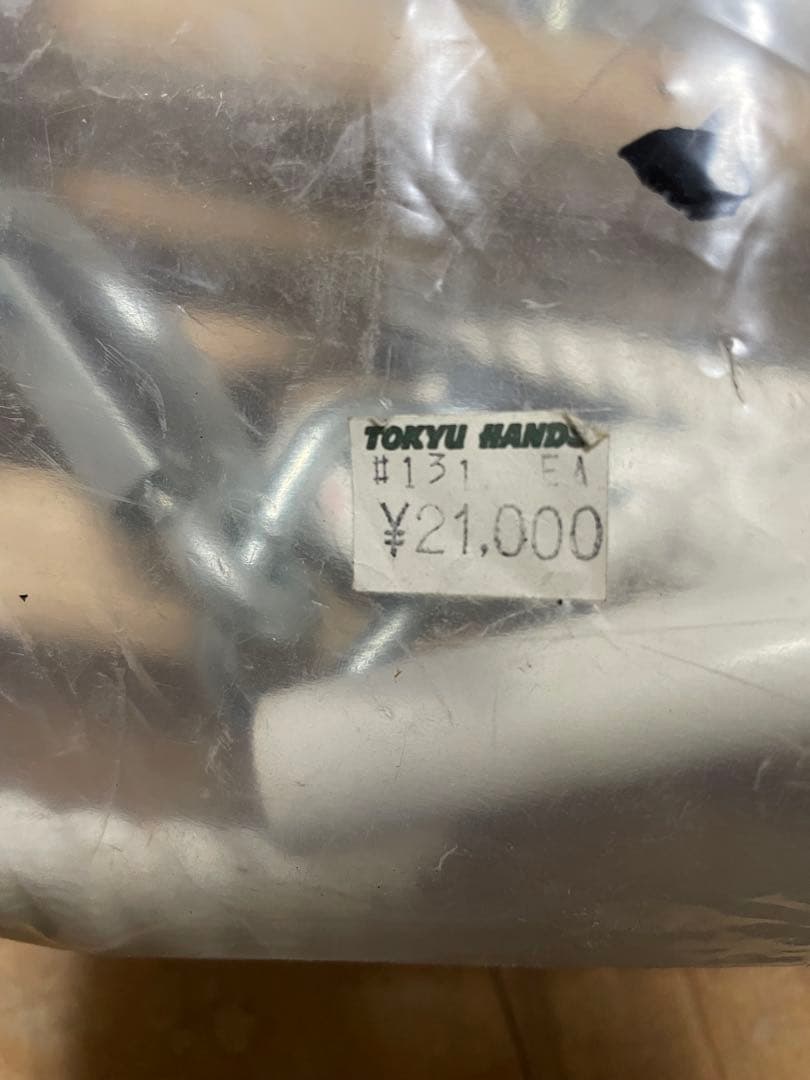 TOKYU HANDS
#131 EA
¥21,000